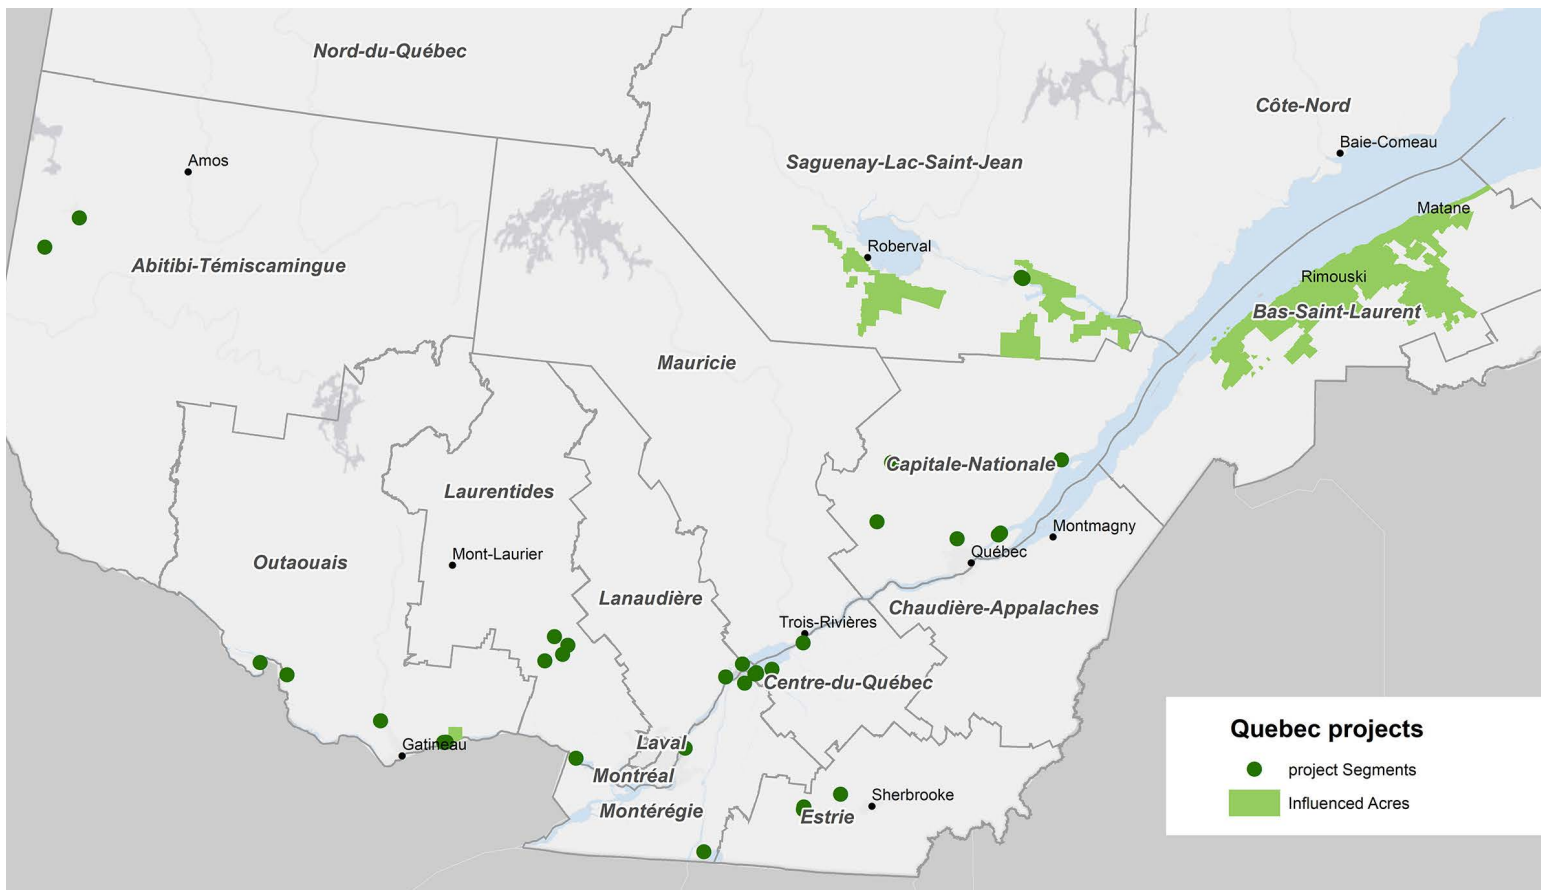 Nord-du-Québec
Côte-Nord
Baie-Comeau
Amos
Saguenay-Lac-Saint-Jean
Matane
Roberval
Abitibi-Témiscamingue
Rimouski
Bas-Saint-Laurent
Mauricie
Capitale-Nationale
Laurentides
Montmagny
Mont-Laurier
Québec
Outaouais
Lanaudière
Chaudière-Appalaches
Trois-Rivières
Centre-du-Québec
Gatineau
Laval
Montréal
Sherbrooke
Montérégie
Estrie
Quebec projects
project Segments
Influenced Acres